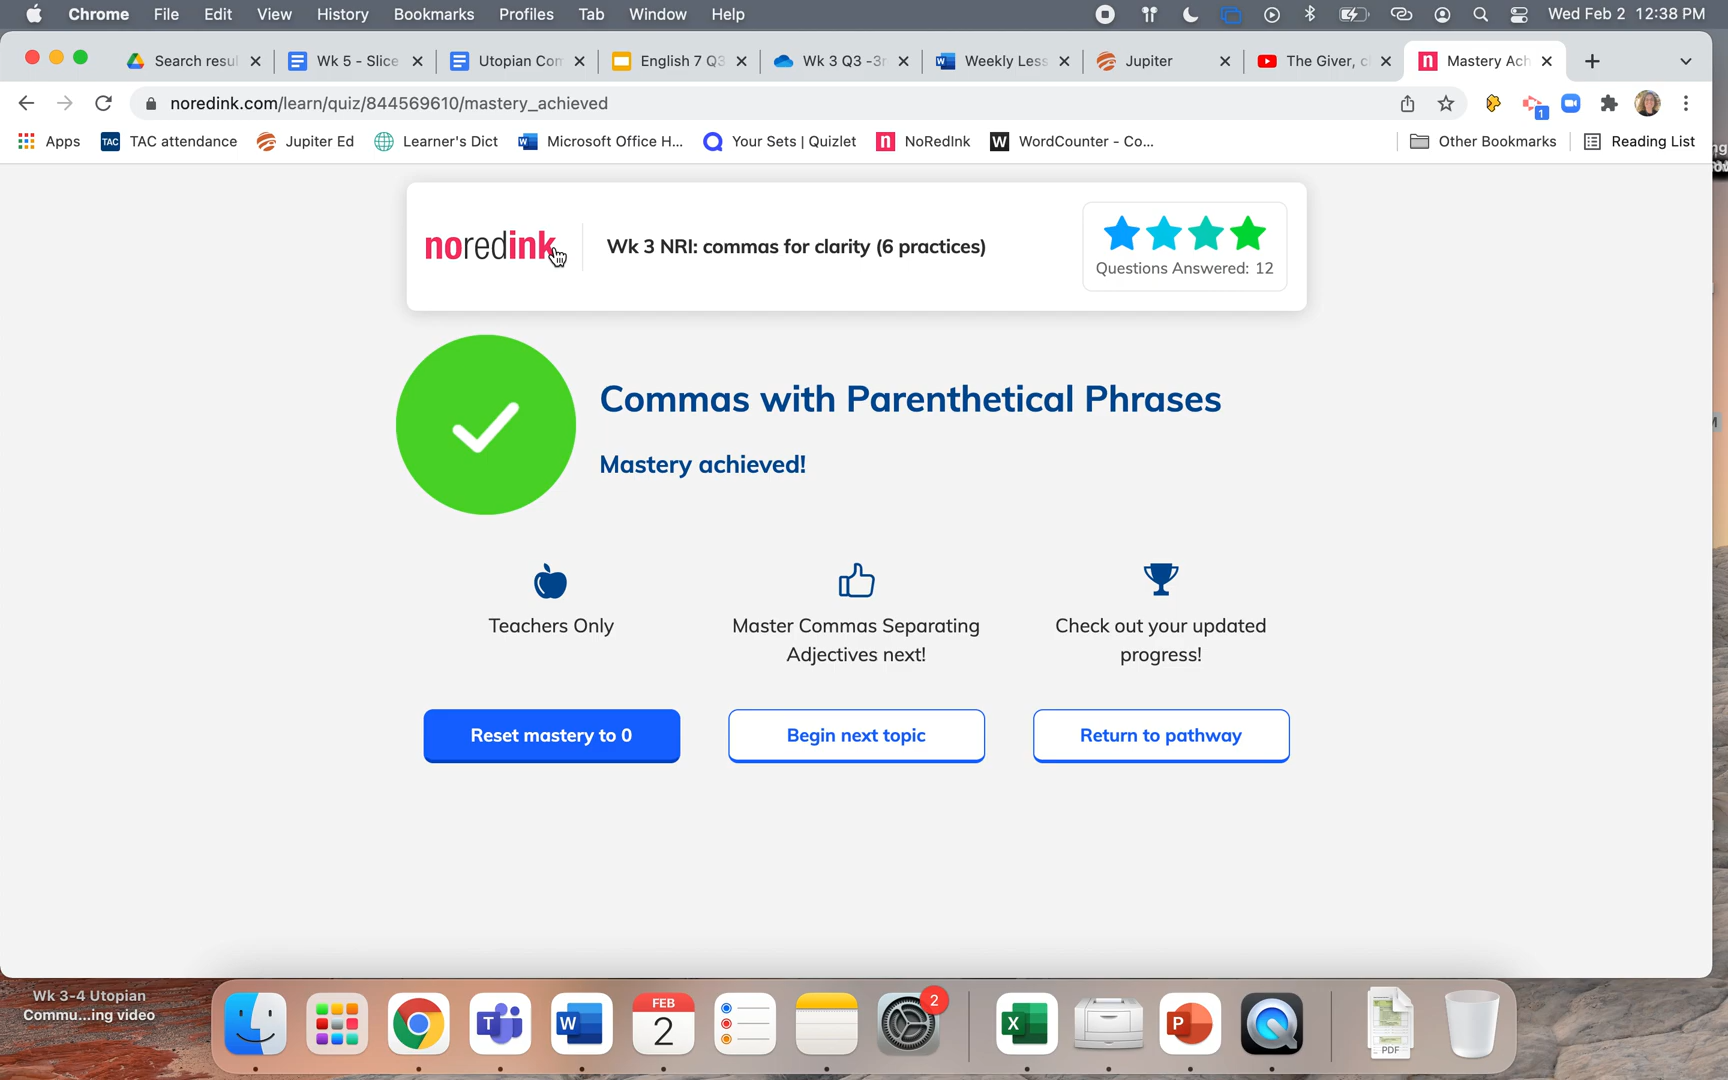 Chrome File Edit View History Bookmarks Profiles Tab Window Help Wed Feb 2 12:38 PM
Search resul Wk 5 - Slice Utopian Com English 7 Q3 Wk 3 Q3 -3r Weekly Less Jupiter The Giver, c Mastery Ach
noredink.com/learn/quiz/844569610/mastery_achieved 1
Apps TAC TAC attendance Jupiter Ed Learner's Dict Microsoft Office H... Your Sets | Quizlet NoRedInk W WordCounter - Co... Other Bookmarks Reading List
noredink Wk 3 NRI: commas for clarity (6 practices)
Questions Answered: 12
Commas with Parenthetical Phrases
Mastery achieved!
Teachers Only
Master Commas Separating
Adjectives next!
Check out your updated
progress!
Reset mastery to 0 Begin next topic Return to pathway
Wk 3-4 Utopian
Commu...ing video
FEB
2
2
PDF